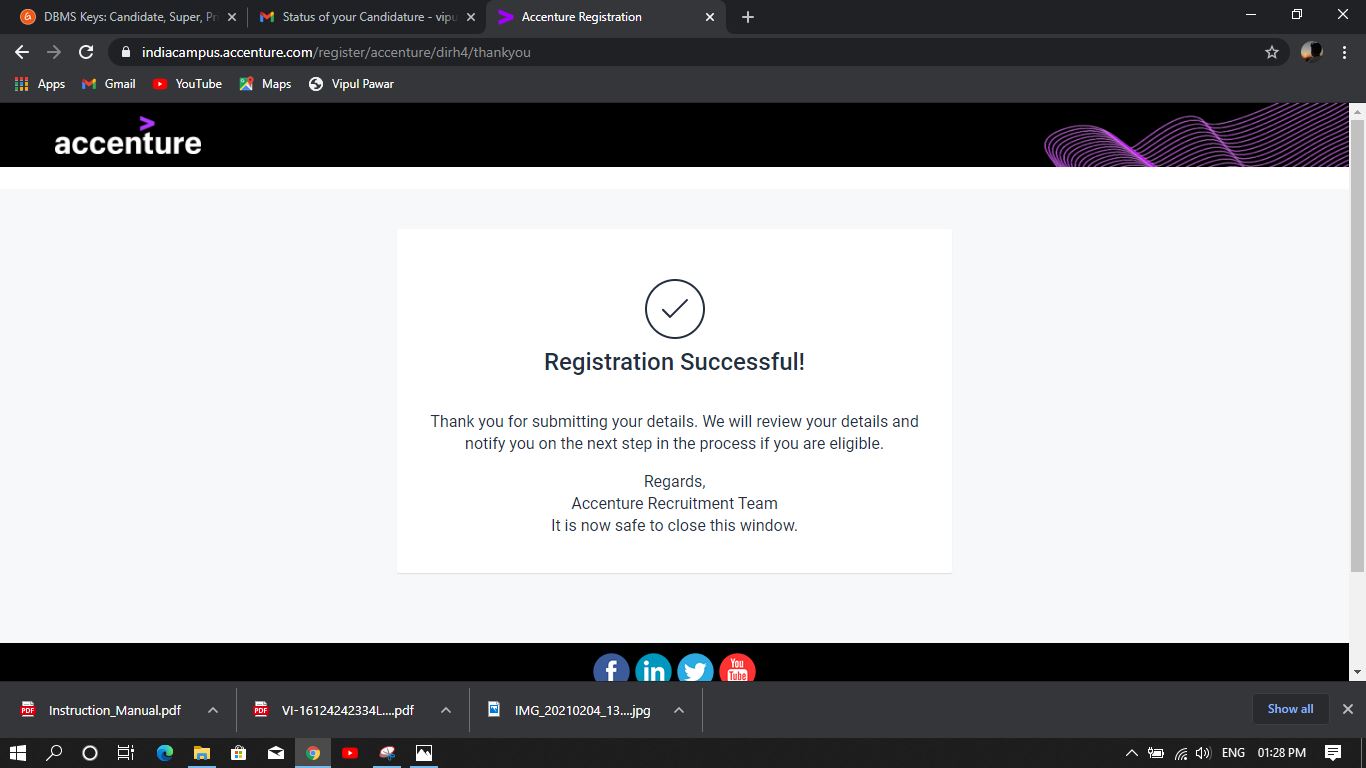 DBMS Keys: Candidate, Super, Pr
Status of your Candidature - vipu
Accenture Registration
indiacampus.accenture.com/register/accenture/dirh4/thankyou
Apps
Gmail
YouTube
Maps
Vipul Pawar
accenture
Registration Successful!
Thank you for submitting your details. We will review your details and
notify you on the next step in the process if you are eligible.
Regards,
Accenture Recruitment Team
It is now safe to close this window.
f
in
You
Tube
Instruction_Manual.pdf
VI-16124242334L....pdf
IMG_20210204_13....jpg
Show all
ENG
01:28 PM